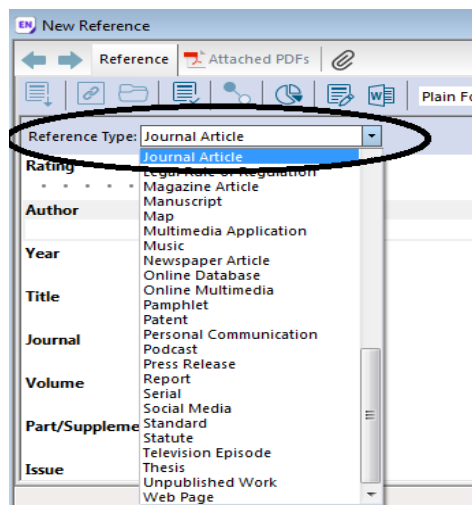 EN New Reference
Reference Attached PDFs
Plain Fo
Reference Type: Journal Article
Journal Article
Legal Rule or Regulation
Rating
Magazine Article
Manuscript
Author
Map
Multimedia Application
Music
Year
Newspaper Article
Online Database
Online Multimedia
Title
Pamphlet
Patent
Personal Communication
Journal
Podcast
Press Release
Report
Volume
Serial
Social Media
Part/Suppleme
Standard
Statute
Television Episode
Issue
Thesis
Unpublished Work
Web Page